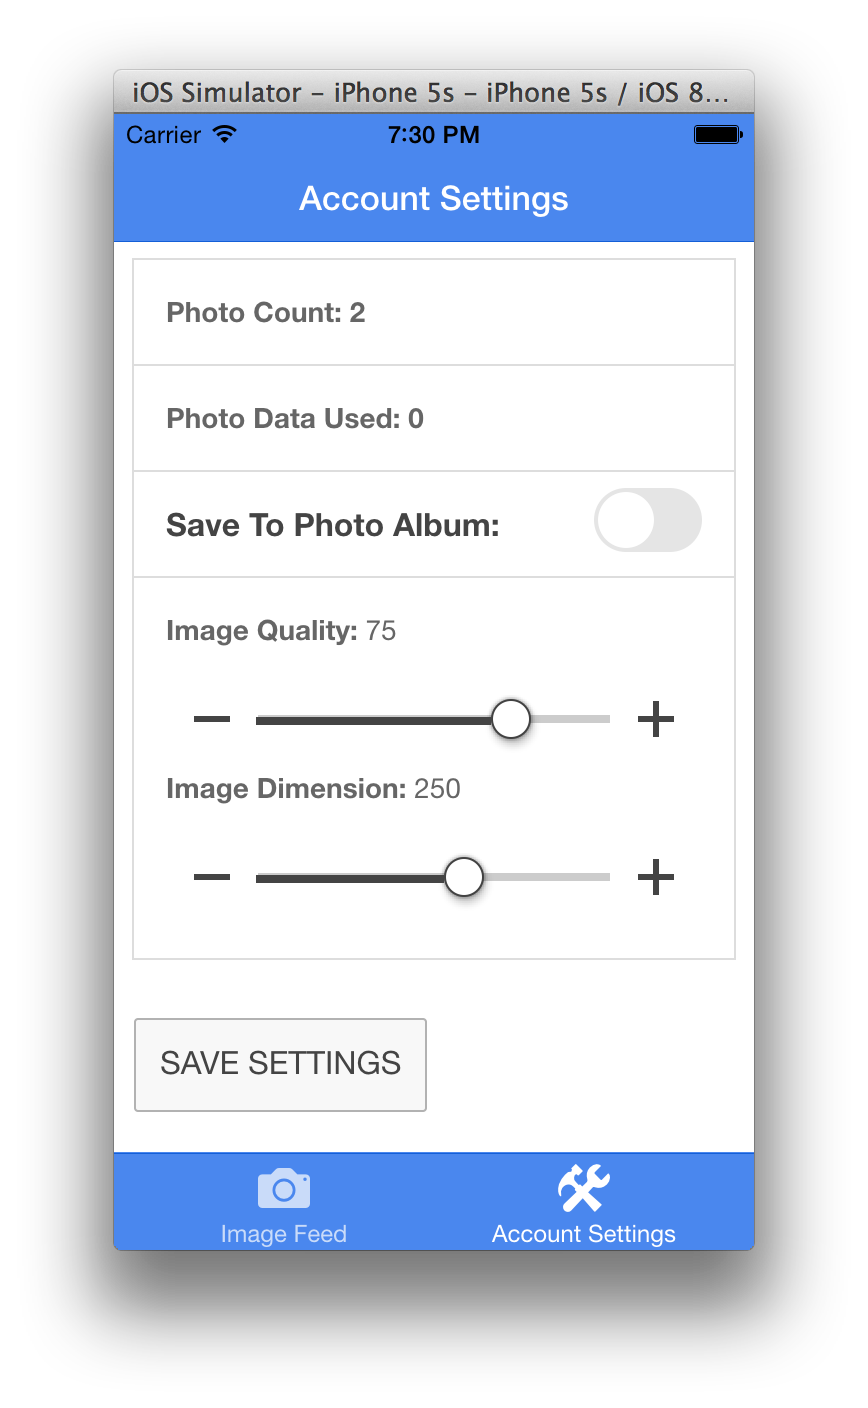 iOS Simulator – iPhone 5s – iPhone 5s / iOS 8...
Carrier 7:30 PM
Account Settings
Photo Count: 2
Photo Data Used: 0
Save To Photo Album:
Image Quality: 75
Image Dimension: 250
SAVE SETTINGS
Image Feed Account Settings